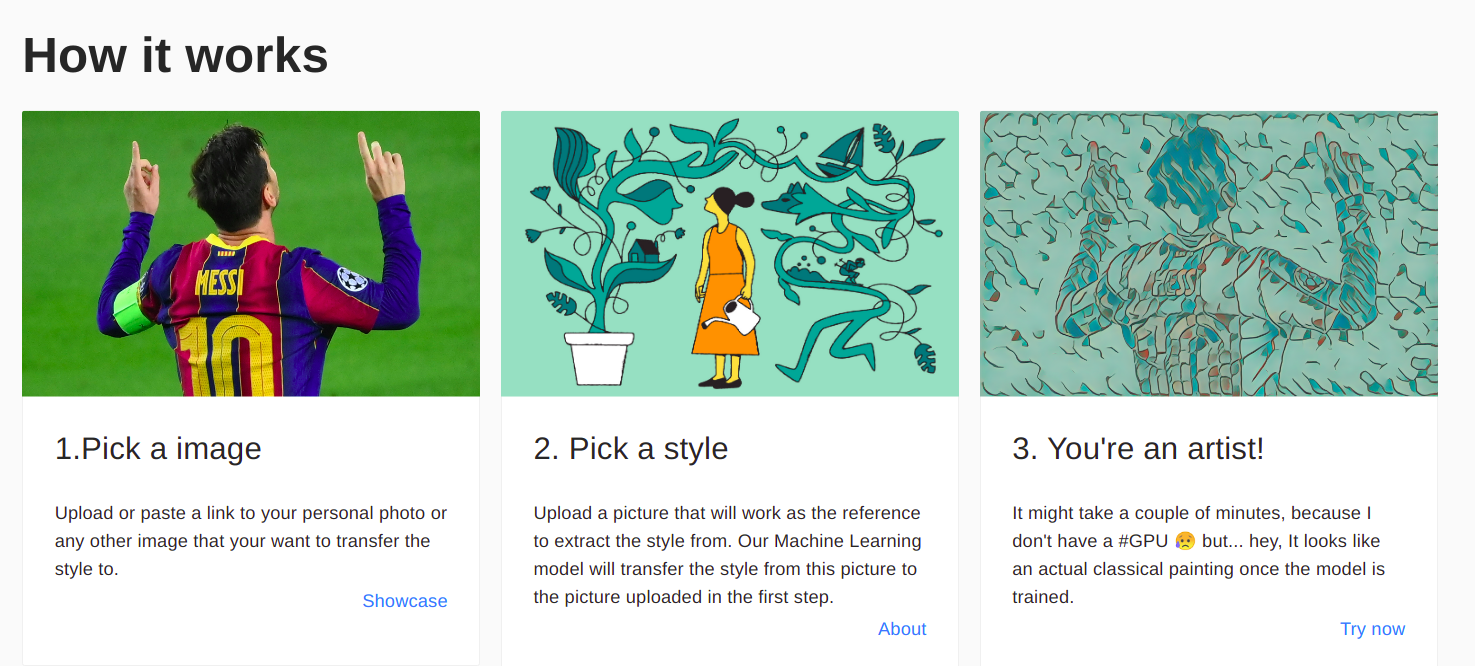 How it works
MESSI
10
1.Pick a image
Upload or paste a link to your personal photo or
any other image that your want to transfer the
style to.
Showcase
2. Pick a style
Upload a picture that will work as the reference
to extract the style from. Our Machine Learning
model will transfer the style from this picture to
the picture uploaded in the first step.
About
3. You're an artist!
It might take a couple of minutes, because I
don't have a #GPU 😥 but... hey, It looks like
an actual classical painting once the model is
trained.
Try now